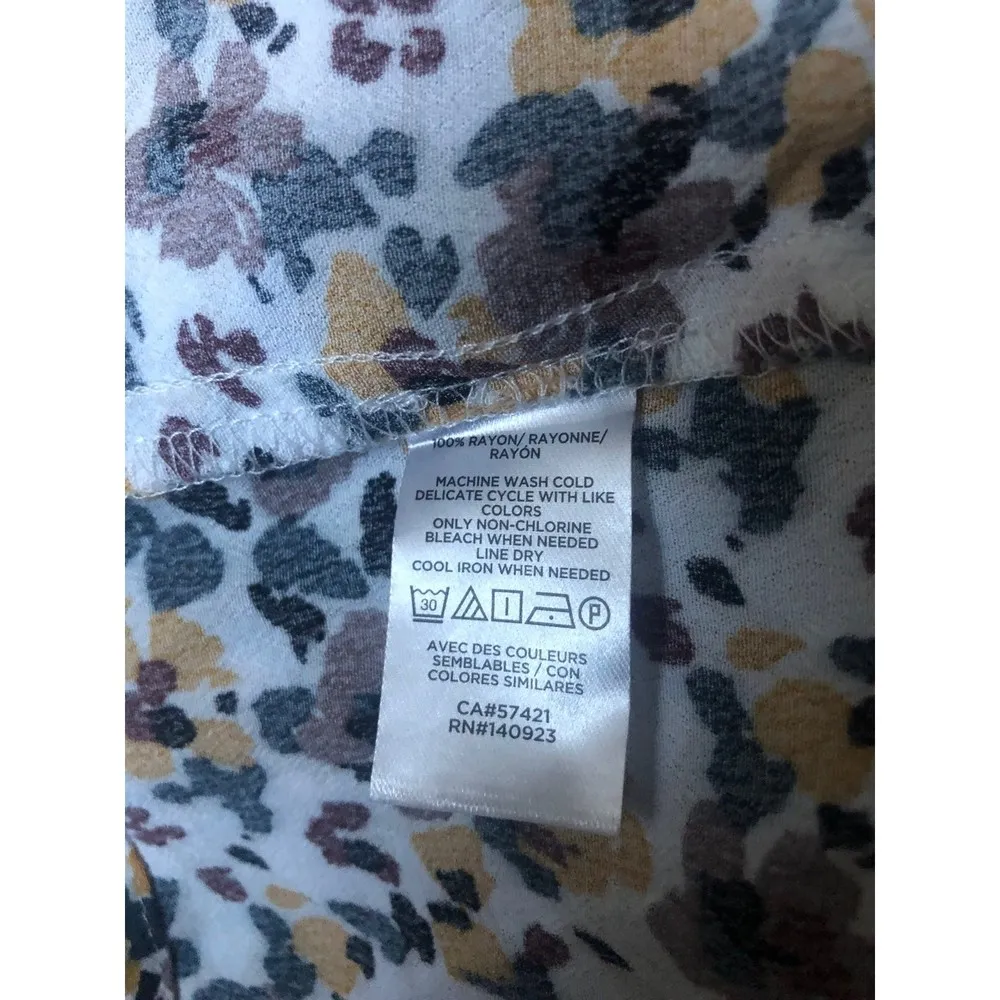 100% RAYON/ RAYONNE/
RAYÓN
MACHINE WASH COLD
DELICATE CYCLE WITH LIKE
COLORS
ONLY NON-CHLORINE
BLEACH WHEN NEEDED
LINE DRY
COOL IRON WHEN NEEDED
30 P
AVEC DES COULEURS
SEMBLABLES / CON
COLORES SIMILARES
CA#57421
RN#140923